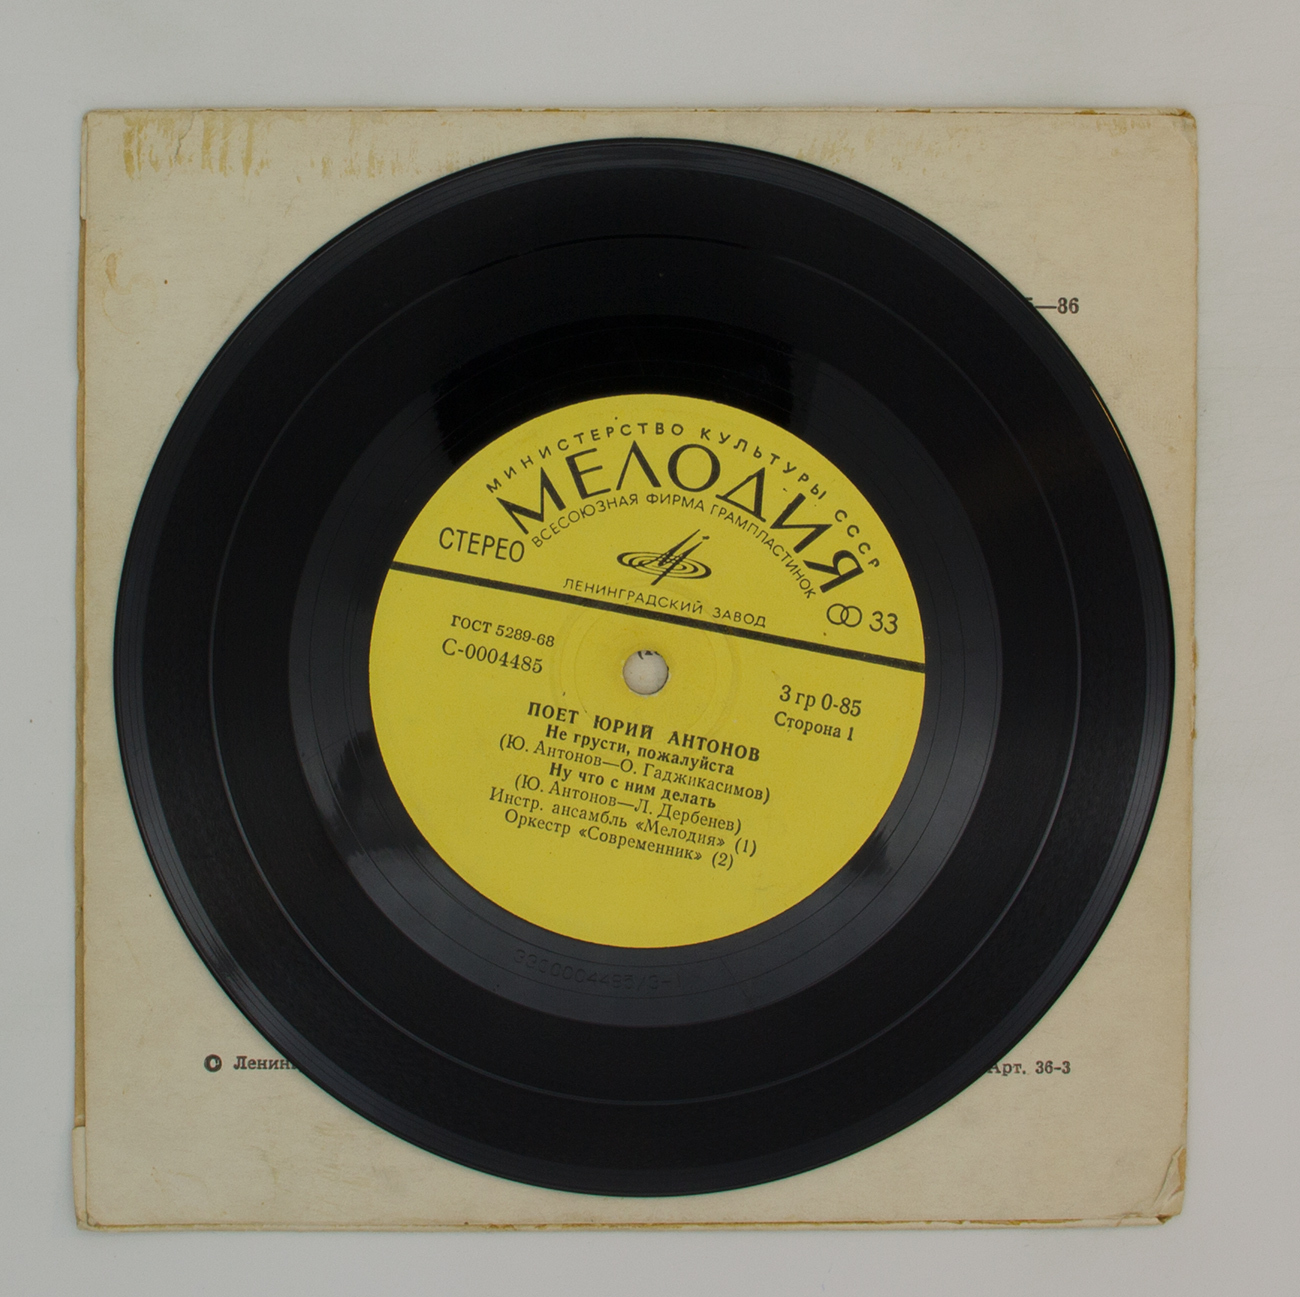 —86
МИНИСТЕРСТВО КУЛЬТУРЫ СССР
МЕЛОДИЯ
ВСЕСОЮЗНАЯ ФИРМА ГРАМПЛАСТИНОК
СТЕРЕО
ЛЕНИНГРАДСКИЙ ЗАВОД
33
ГОСТ 5289-68
С-0004485
3 гр 0-85
Сторона 1
ПОЕТ ЮРИЙ АНТОНОВ
Не грусти, пожалуйста
(Ю. Антонов—О. Гаджикасимов)
Ну что с ним делать
(Ю. Антонов—Л. Дербенев)
Инстр. ансамбль «Мелодия» (1)
Оркестр «Современник» (2)
Арт. 36-3